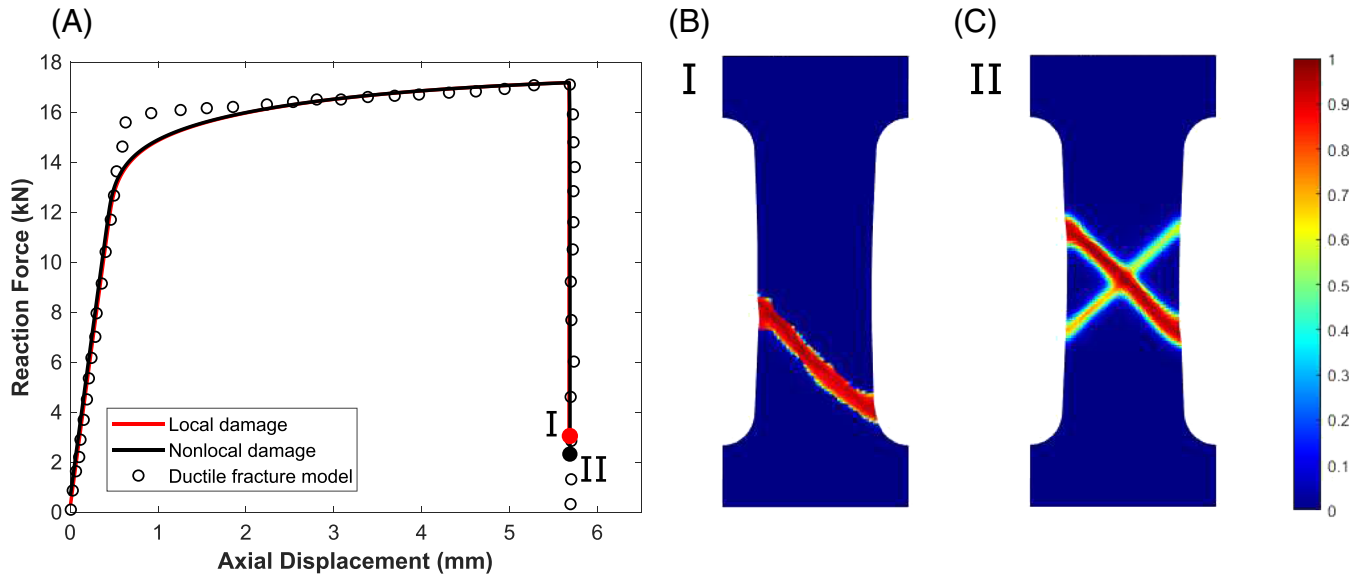 (A)
(B)
(C)
18
16
14
12
10
8
6
4
2
0
Reaction Force (kN)
0
1
2
3
4
5
6
Axial Displacement (mm)
Local damage
Nonlocal damage
Ductile fracture model
I
II
I
II
1
0.9
0.8
0.7
0.6
0.5
0.4
0.3
0.2
0.1
0